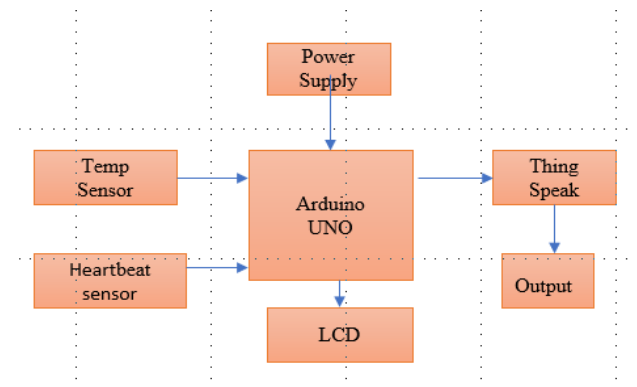 Power
Supply
Temp
Sensor
Arduino
UNO
Thing
Speak
Heartbeat
sensor
Output
LCD